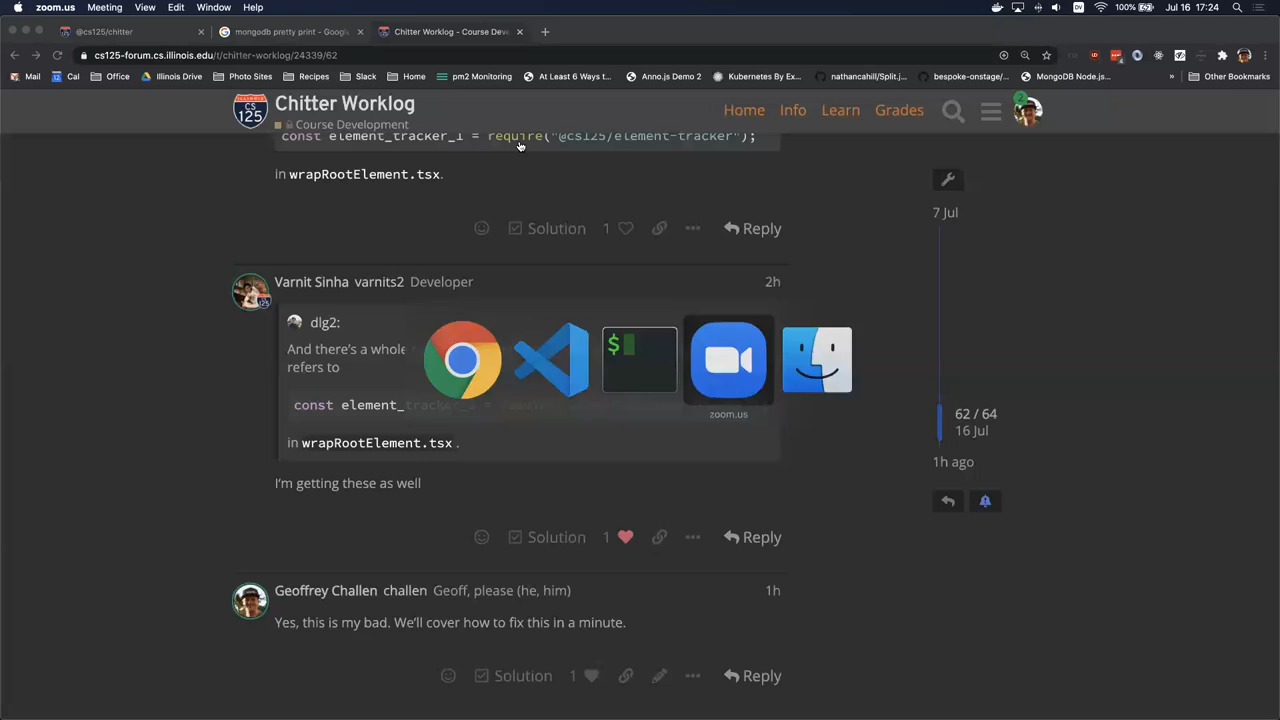 zoom.us Meeting View Edit Window Help 100% Jul 16 17:24
@cs125/chitter mongodb pretty print - Googl Chitter Worklog - Course Deve
cs125-forum.cs.illinois.edu/t/chitter-worklog/24339/62
Mail Cal Office Illinois Drive Photo Sites Recipes Slack Home pm2 Monitoring At Least 6 Ways t... Anno.js Demo 2 Kubernetes By Ex... nathancahill/Split.j... bespoke-onstage/... MongoDB Node.js... » Other Bookmarks
ILLINOIS
CS
125
Chitter Worklog
Course Development
Home Info Learn Grades
2
const element_tracker_1 = require("@cs125/element-tracker");
in wrapRootElement.tsx.
Solution 1 Reply
7 Jul
Varnit Sinha varnits2 Developer 2h
dlg2:
And there's a whole
refers to
const element_tracker_1 =
in wrapRootElement.tsx .
I'm getting these as well
$
zoom.us
62 / 64
16 Jul
1h ago
Solution 1 Reply
Geoffrey Challen challen Geoff, please (he, him) 1h
Yes, this is my bad. We'll cover how to fix this in a minute.
Solution 1 Reply